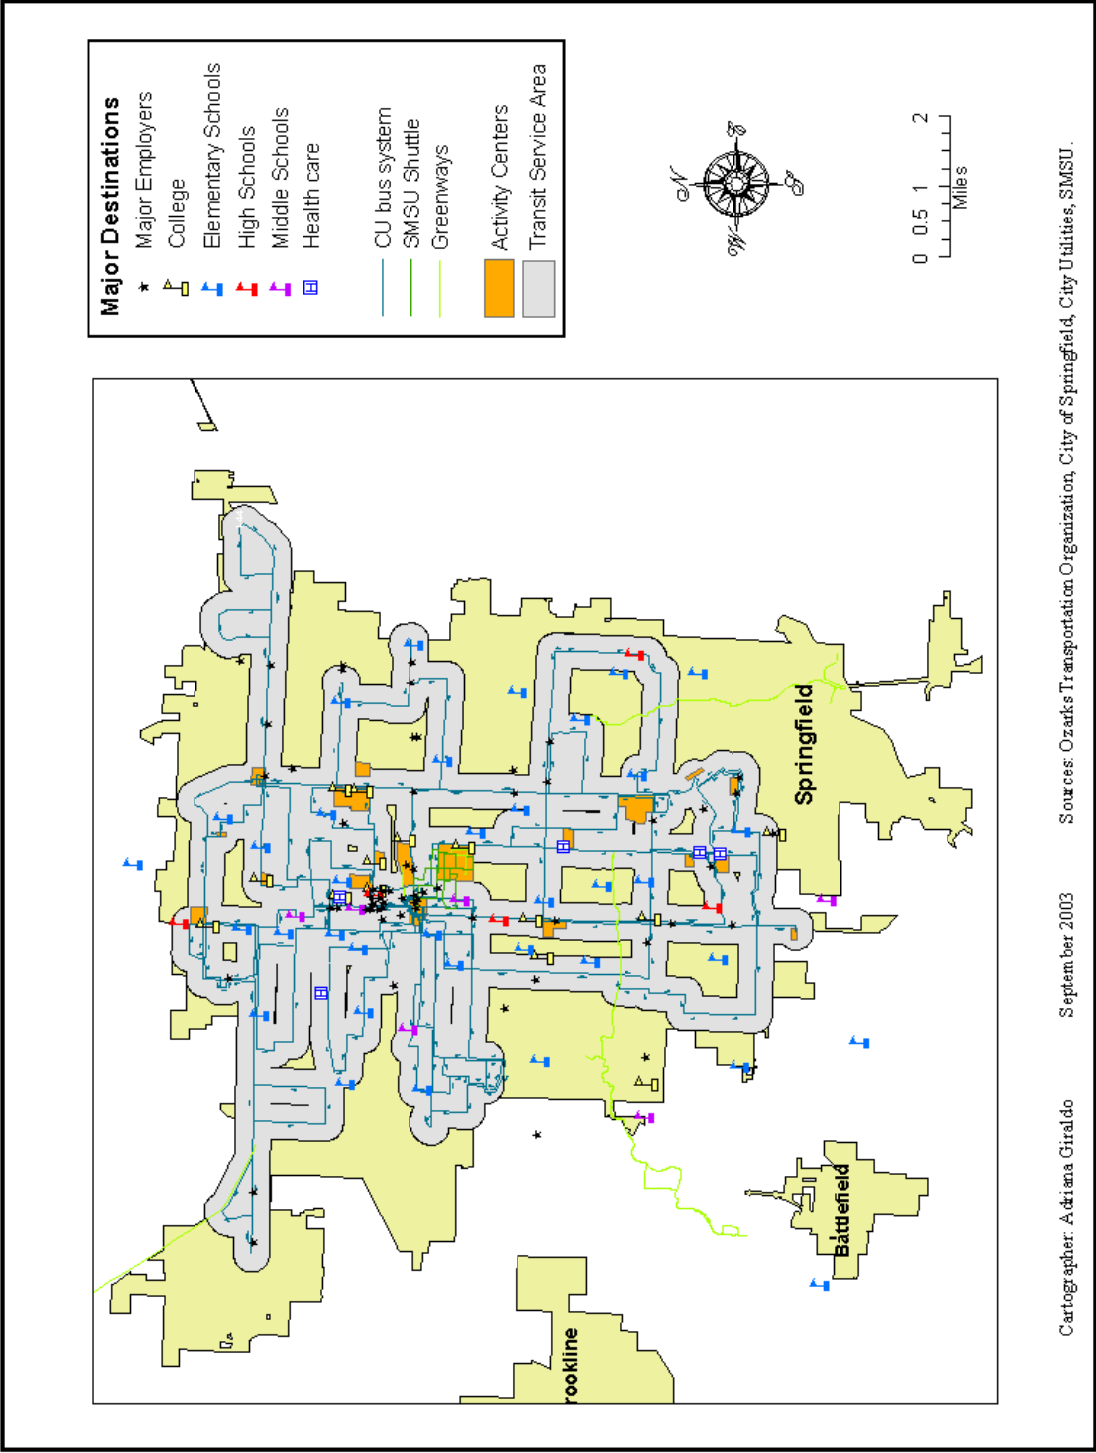 Major Destinations
Major Employers
College
Elementary Schools
High Schools
Middle Schools
Health care
CU bus system
SMSU Shuttle
Greenways
Activity Centers
Transit Service Area
N
0 0.5 1 2
Miles
Springfield
Battlefield
rookline
Cartographer: Adriana Giraldo September 2003 Sources: Ozarks Transportation Organization, City of Springfield, City Utilities, SMSU.